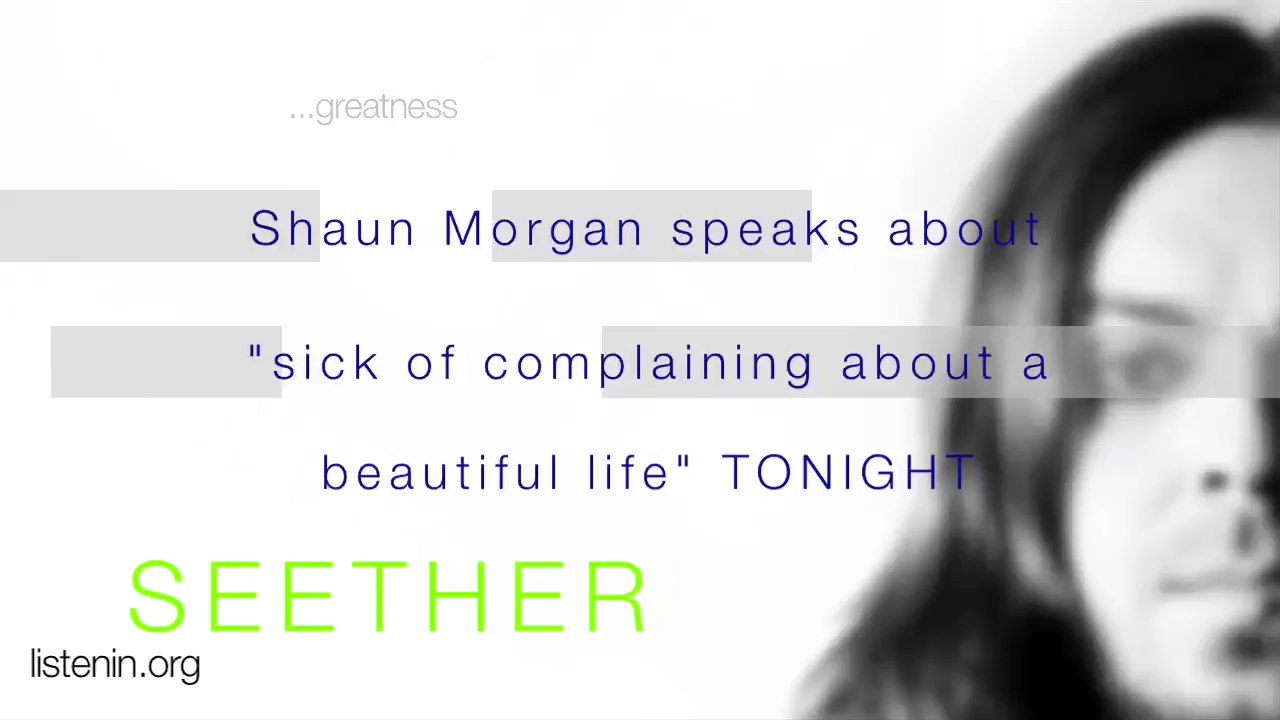 ...greatness
Shaun Morgan speaks about
"sick of complaining about a
beautiful life" TONIGHT
SEETHER
listenin.org